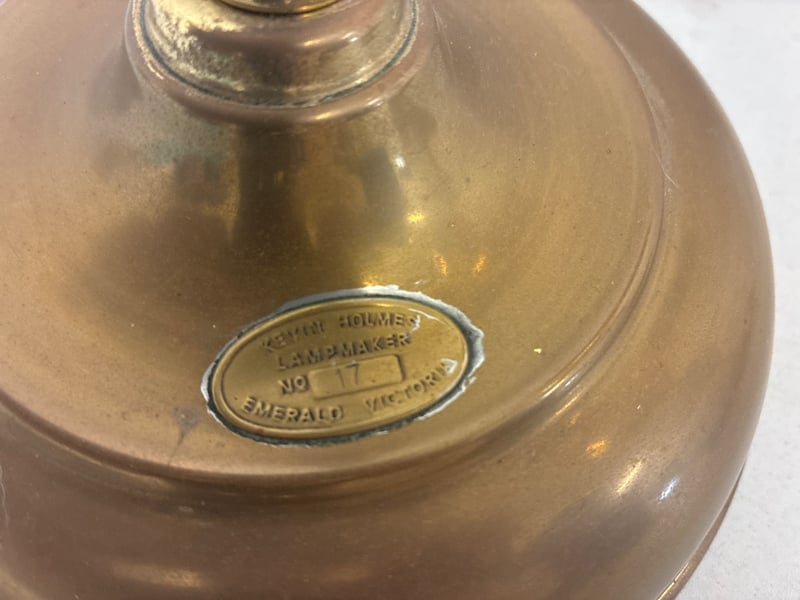 KEVIN HOLMES
LAMPMAKER
NO 17
EMERALD VICTORIA